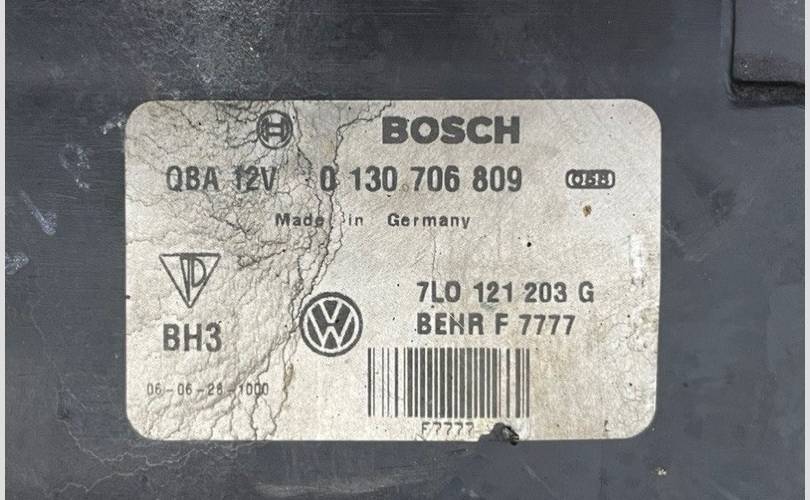 BOSCH
QBA 12V 0 130 706 809
Made in Germany
7L0 121 203 G
BEHR F 7777
BH3
06-06-28-1000
F7777